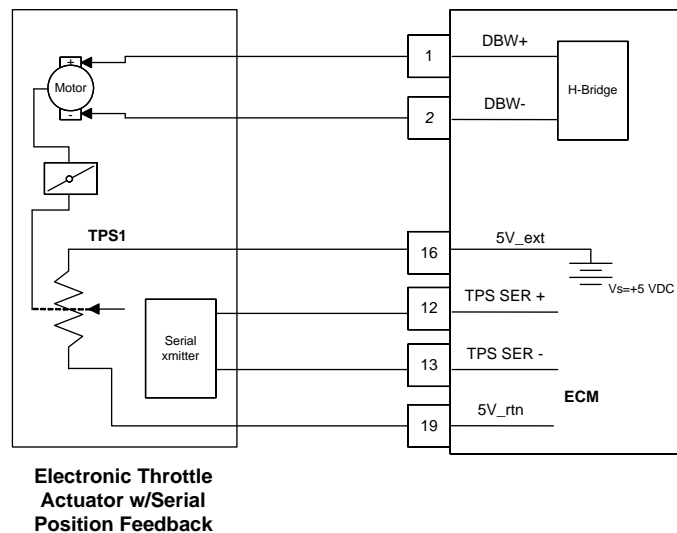 DBW+
1
+
Motor
H-Bridge
-
DBW-
2
TPS1
5V_ext
16
Vs=+5 VDC
TPS SER +
12
Serial
xmitter
TPS SER -
13
ECM
5V_rtn
19
Electronic Throttle
Actuator w/Serial
Position Feedback